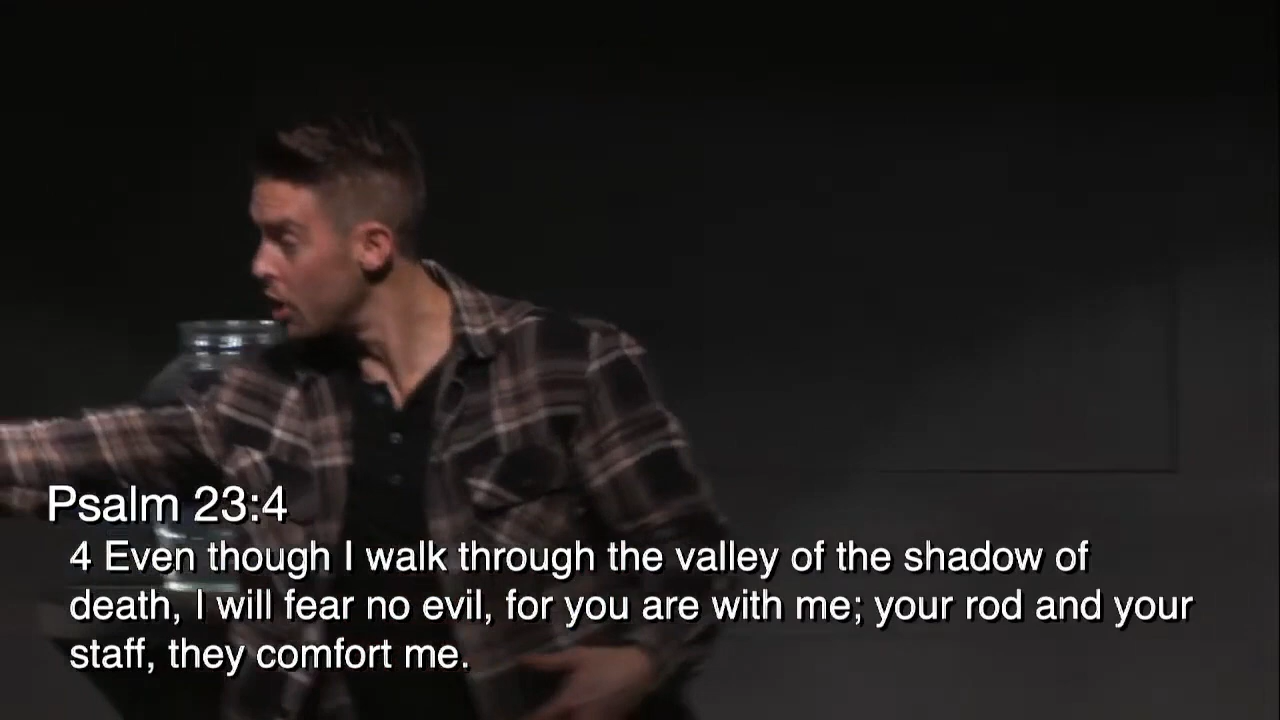 Psalm 23:4
4 Even though I walk through the valley of the shadow of
death, I will fear no evil, for you are with me; your rod and your
staff, they comfort me.